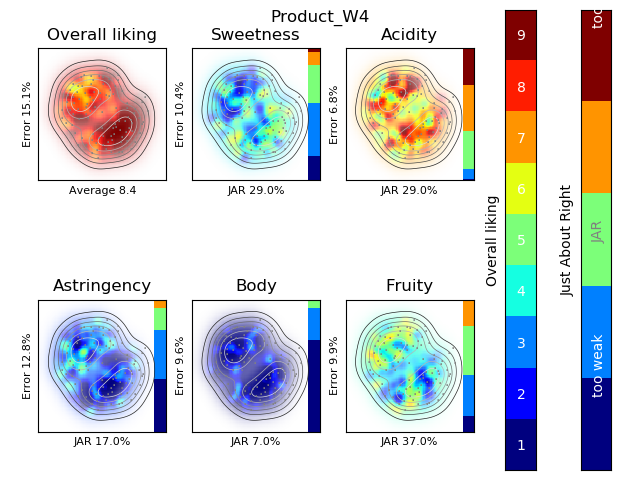 Product_W4
Overall liking
Sweetness
Acidity
Error 15.1%
Error 10.4%
Error 6.8%
Average 8.4
JAR 29.0%
JAR 29.0%
Astringency
Body
Fruity
Error 12.8%
Error 9.6%
Error 9.9%
JAR 17.0%
JAR 7.0%
JAR 37.0%
Overall liking
9
8
7
6
5
4
3
2
1
Just About Right
too
JAR
too weak